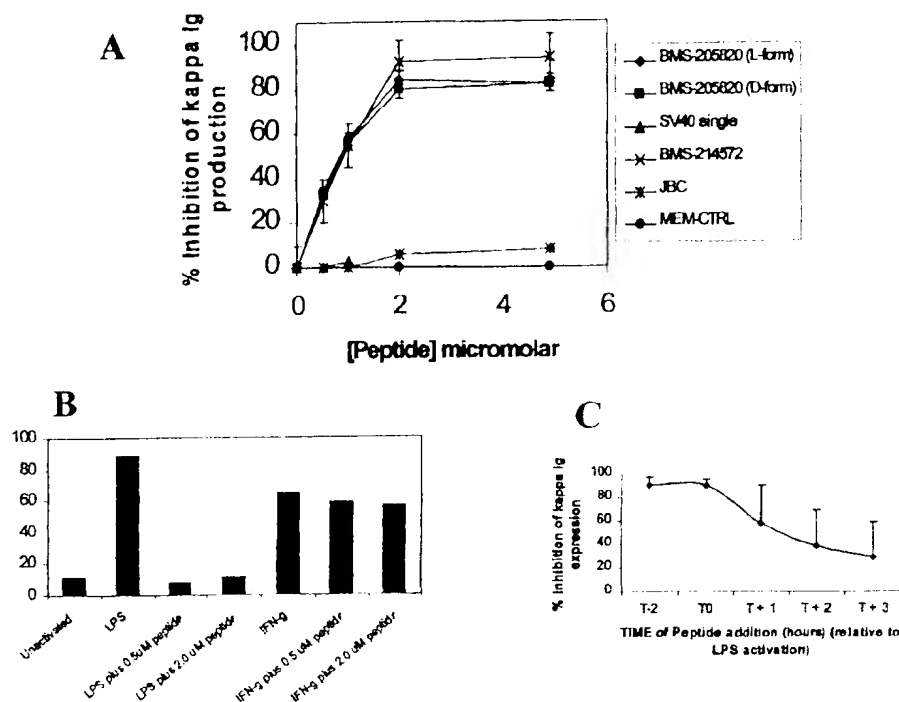 A
% Inhibition of kappa Ig
production
100
80
60
40
20
0
0 2 4 6
[Peptide] micromolar
BMS-205820 (L-form)
BMS-205820 (D-form)
SV40 single
BMS-214572
JBC
MEM-CTRL
B
100
80
60
40
20
0
Unactivated
LPS
LPS plus 0.5uM peptide
LPS plus 2.0 uM peptide
IFN-g
IFN-g plus 0.5 uM peptide
IFN-g plus 2.0 uM peptide
C
% Inhibition of kappa Ig
expression
100
80
60
40
20
0
T-2 T0 T + 1 T + 2 T + 3
TIME of Peptide addition (hours) (relative to
LPS activation)